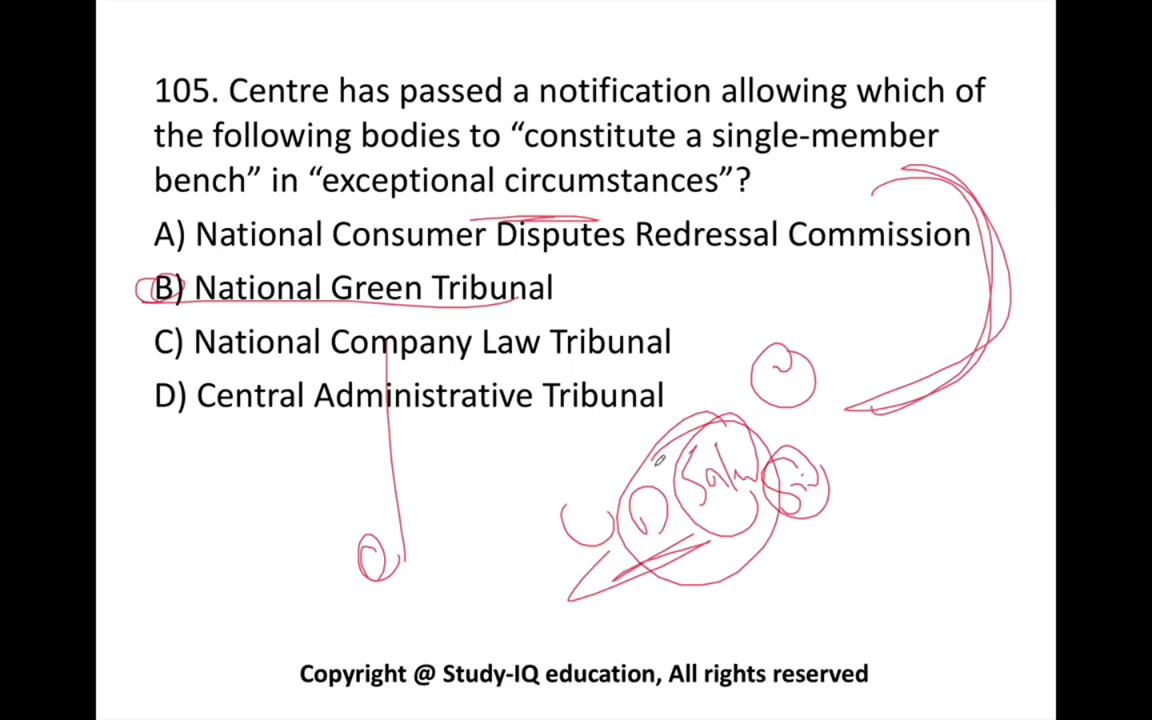 105. Centre has passed a notification allowing which of
the following bodies to “constitute a single-member
bench” in “exceptional circumstances”?
A) National Consumer Disputes Redressal Commission
B) National Green Tribunal
C) National Company Law Tribunal
D) Central Administrative Tribunal
Copyright @ Study-IQ education, All rights reserved